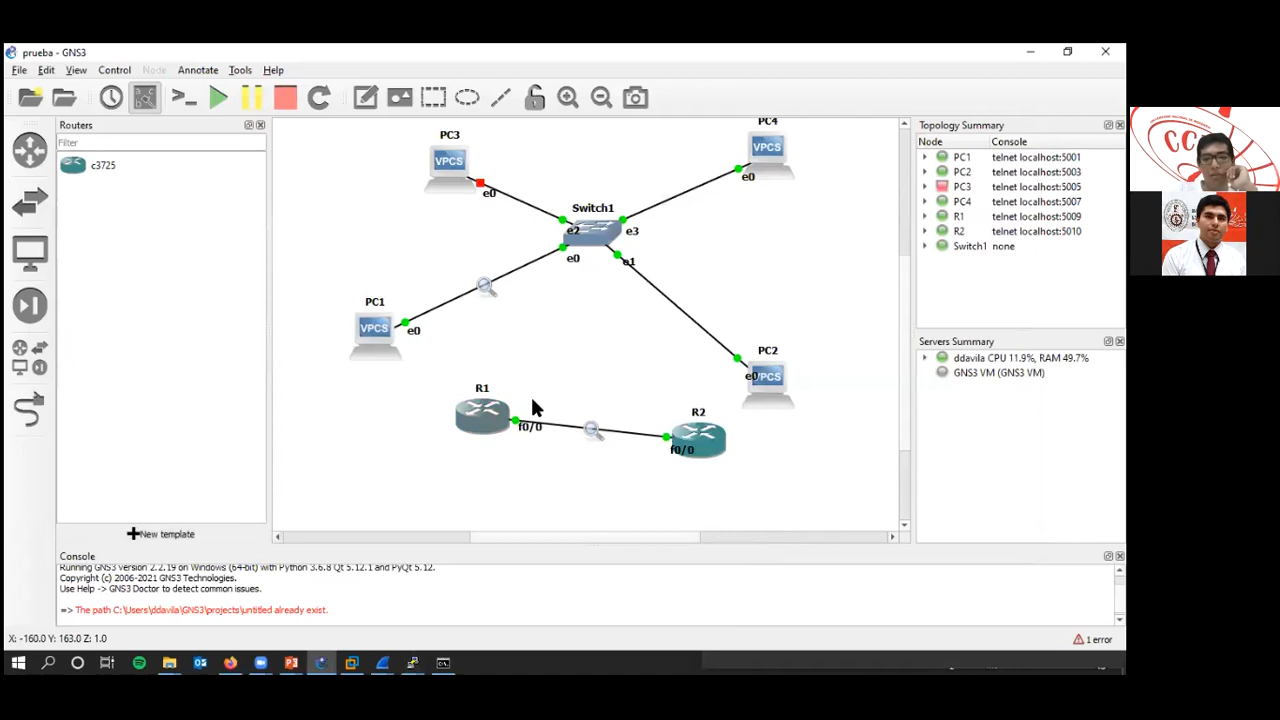 prueba - GNS3
File Edit View Control Node Annotate Tools Help
Routers
Filter
c3725
New template
PC3
VPCS
e0
PC4
VPCS
e0
Switch1
e2
e3
e0
e1
PC1
VPCS
e0
PC2
e0
VPCS
R1
f0/0
R2
f0/0
Topology Summary
Node Console
PC1 telnet localhost:5001
PC2 telnet localhost:5003
PC3 telnet localhost:5005
PC4 telnet localhost:5007
R1 telnet localhost:5009
R2 telnet localhost:5010
Switch1 none
Servers Summary
ddavila CPU 11.9%, RAM 49.7%
GNS3 VM (GNS3 VM)
Console
Running GNS3 version 2.2.19 on Windows (64-bit) with Python 3.6.8 Qt 5.12.1 and PyQt 5.12.
Copyright (c) 2006-2021 GNS3 Technologies.
Use Help -> GNS3 Doctor to detect common issues.
=> The path C:\Users\ddavila\GNS3\projects\untitled already exist.
X: -160.0 Y: 163.0 Z: 1.0
1 error